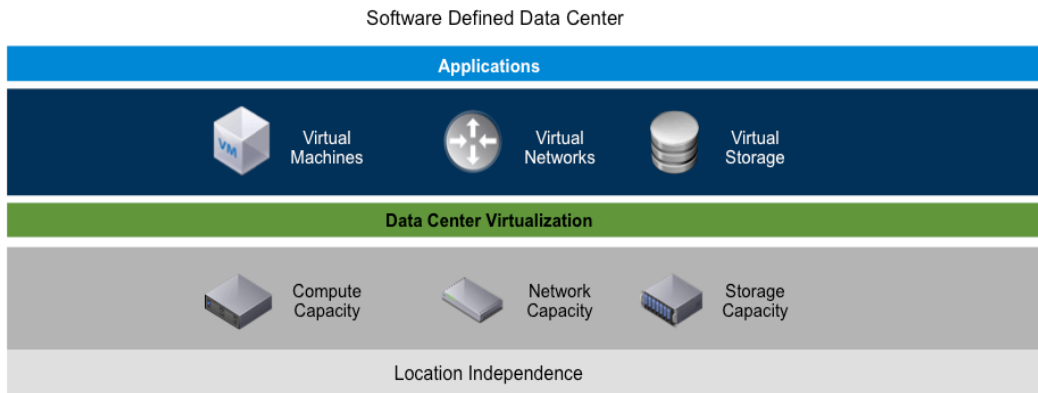 Software Defined Data Center
Applications
VM
Virtual
Machines
Virtual
Networks
Virtual
Storage
Data Center Virtualization
Compute
Capacity
Network
Capacity
Storage
Capacity
Location Independence